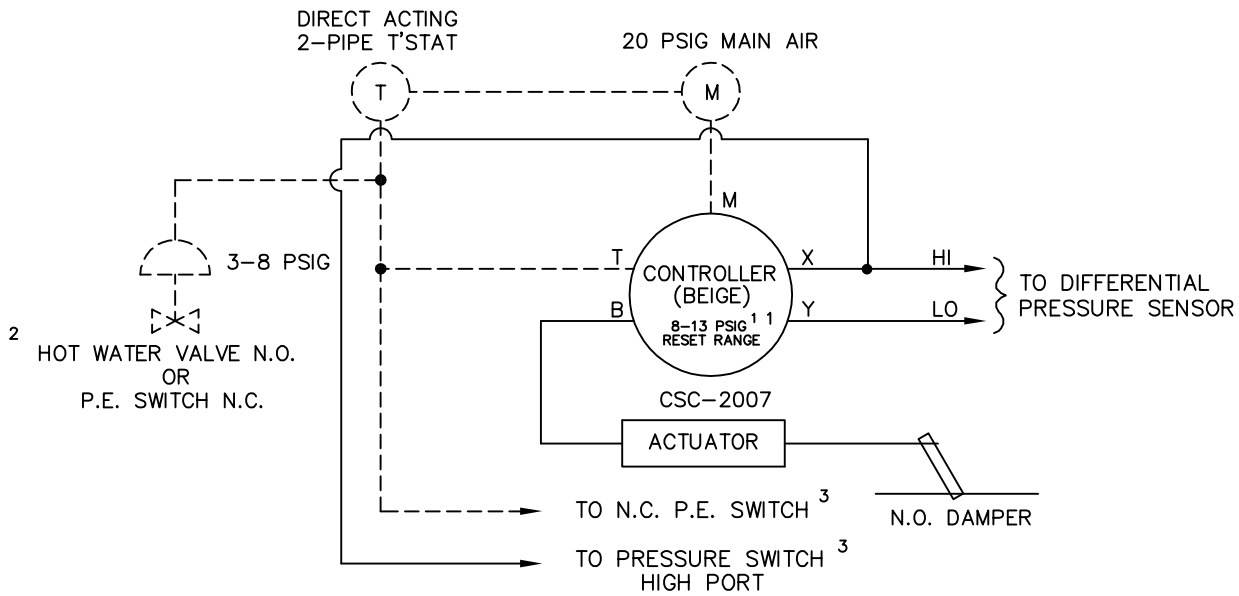 DIRECT ACTING
2-PIPE T'STAT
20 PSIG MAIN AIR
T
M
M
3-8 PSIG
T
CONTROLLER
(BEIGE)
8-13 PSIG 1 1
RESET RANGE
B
X
Y
HI
LO
TO DIFFERENTIAL
PRESSURE SENSOR
2
HOT WATER VALVE N.O.
OR
P.E. SWITCH N.C.
CSC-2007
ACTUATOR
N.O. DAMPER
TO N.C. P.E. SWITCH 3
TO PRESSURE SWITCH 3
HIGH PORT